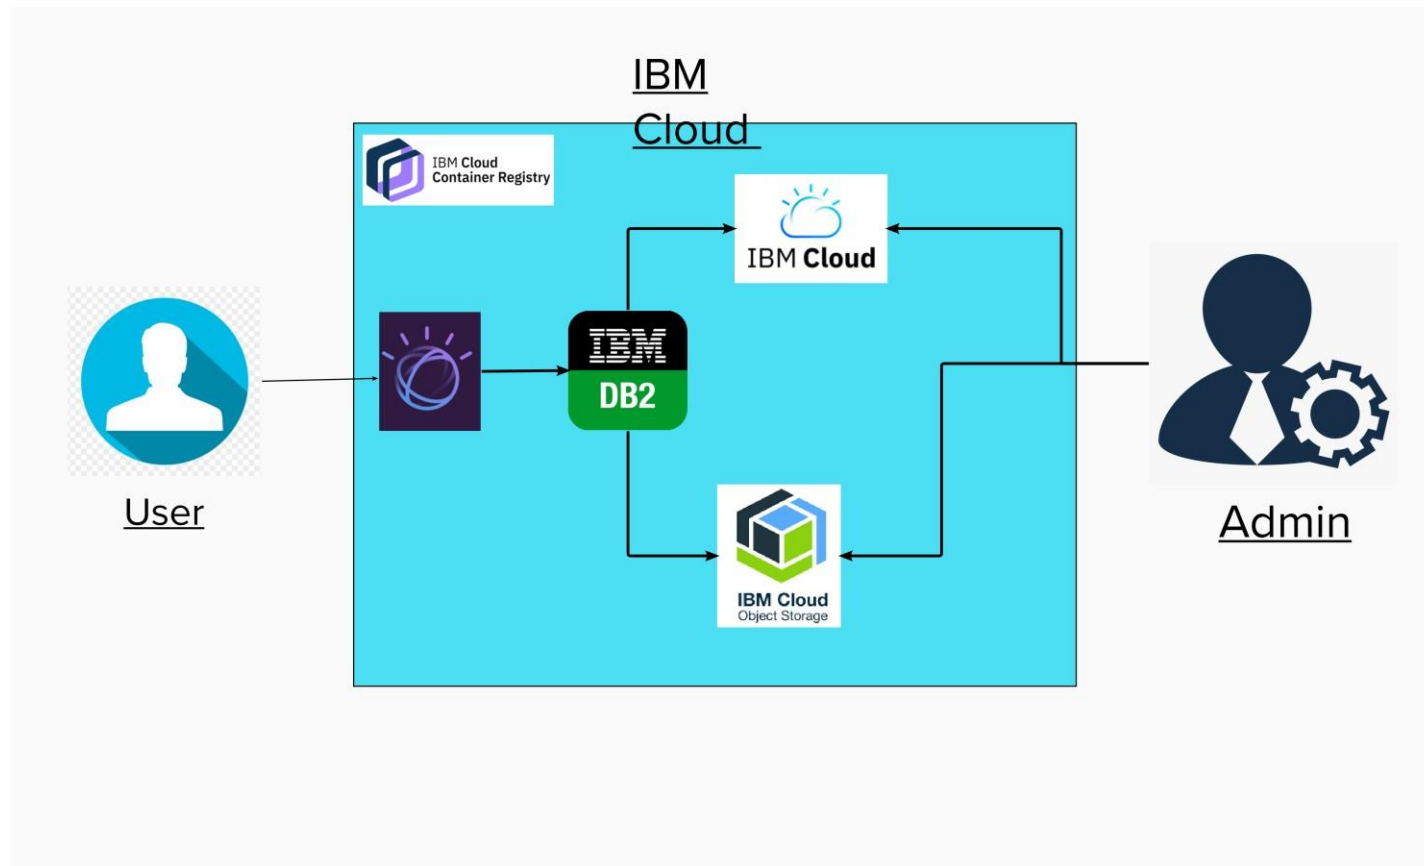 IBM
Cloud
IBM Cloud
Container Registry
IBM Cloud
IBM
DB2
User
Admin
IBM Cloud
Object Storage